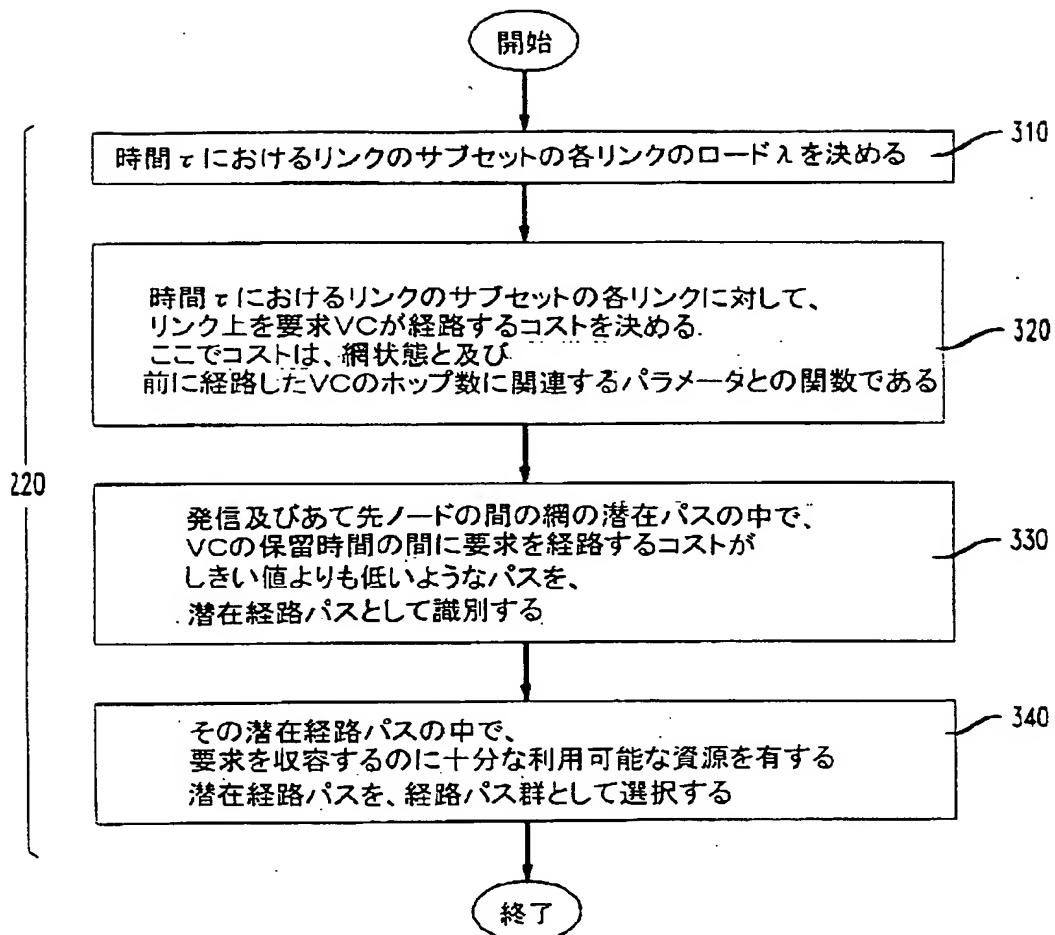 開始
310
時間τにおけるリンクのサブセットの各リンクのロードλを決める
時間τにおけるリンクのサブセットの各リンクに対して、
リンク上を要求VCが経路するコストを決める.
ここでコストは、網状態と及び
前に経路したVCのホップ数に関連するパラメータとの関数である
320
220
発信及びあて先ノードの間の網の潜在パスの中で、
VCの保留時間の間に要求を経路するコストが
しきい値よりも低いようなパスを、
潜在経路パスとして識別する
330
その潜在経路パスの中で、
要求を収容するのに十分な利用可能な資源を有する
潜在経路パスを、経路パス群として選択する
340
終了